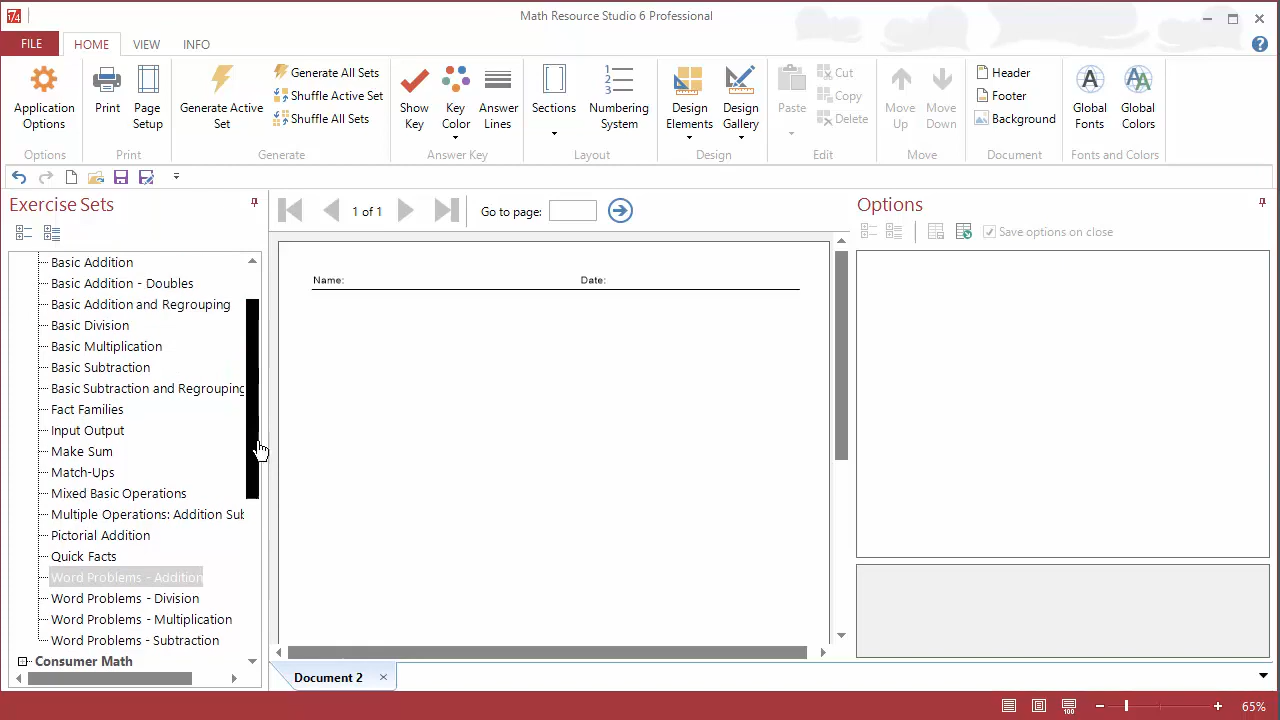 Math Resource Studio 6 Professional
FILE HOME VIEW INFO
Application Options
Print
Page Setup
Generate Active Set
Generate All Sets
Shuffle Active Set
Shuffle All Sets
Show Key
Key Color
Answer Lines
Sections
Numbering System
Design Elements
Design Gallery
Paste
Cut
Copy
Delete
Move Up
Move Down
Header
Footer
Background
Global Fonts
Global Colors
Options Print Generate Answer Key Layout Design Edit Move Document Fonts and Colors
Exercise Sets
1 of 1 Go to page:
Options
Save options on close
Basic Addition
Basic Addition - Doubles
Basic Addition and Regrouping
Basic Division
Basic Multiplication
Basic Subtraction
Basic Subtraction and Regrouping
Fact Families
Input Output
Make Sum
Match-Ups
Mixed Basic Operations
Multiple Operations: Addition Sub
Pictorial Addition
Quick Facts
Word Problems - Addition
Word Problems - Division
Word Problems - Multiplication
Word Problems - Subtraction
Consumer Math
Name: Date:
Document 2
100
65%